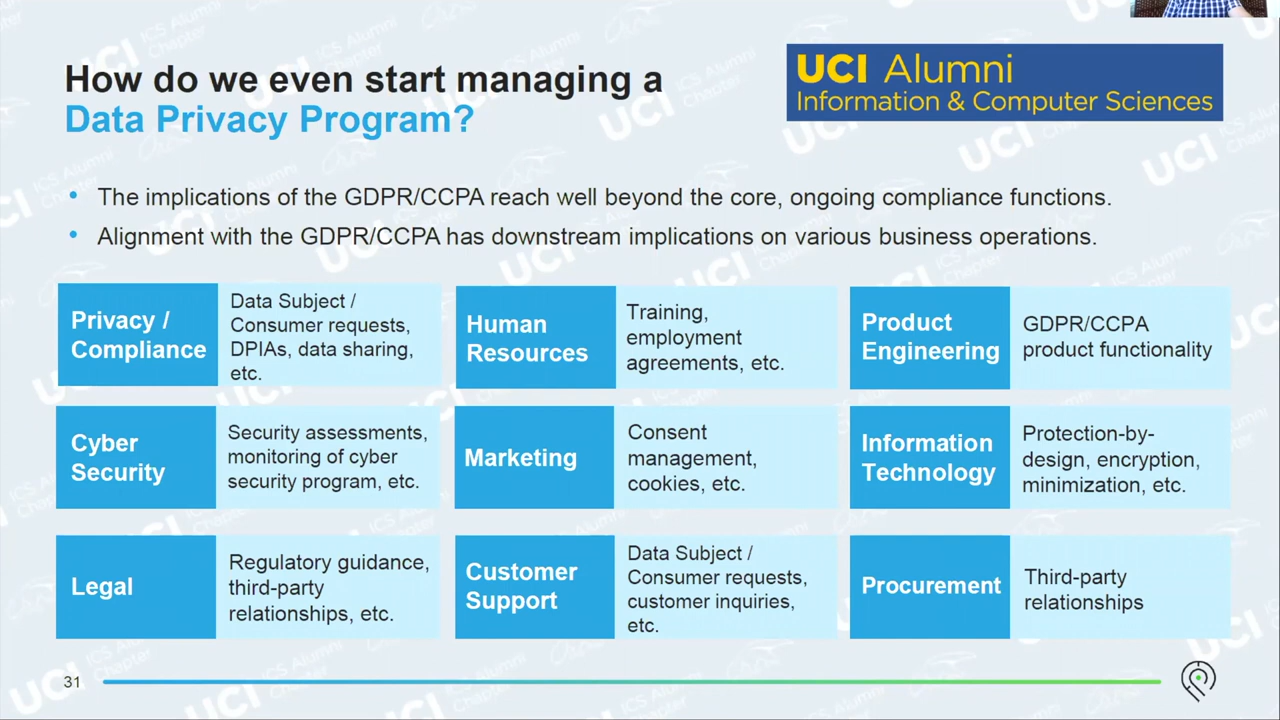 How do we even start managing a
Data Privacy Program?
UCI Alumni
Information & Computer Sciences
• The implications of the GDPR/CCPA reach well beyond the core, ongoing compliance functions.
• Alignment with the GDPR/CCPA has downstream implications on various business operations.
Privacy /
Compliance
Data Subject /
Consumer requests,
DPIAs, data sharing,
etc.
Human
Resources
Training,
employment
agreements, etc.
Product
Engineering
GDPR/CCPA
product functionality
Cyber
Security
Security assessments,
monitoring of cyber
security program, etc.
Marketing
Consent
management,
cookies, etc.
Information
Technology
Protection-by-
design, encryption,
minimization, etc.
Legal
Regulatory guidance,
third-party
relationships, etc.
Customer
Support
Data Subject /
Consumer requests,
customer inquiries,
etc.
Procurement
Third-party
relationships
31
UCI ICS Alumni
Chapter